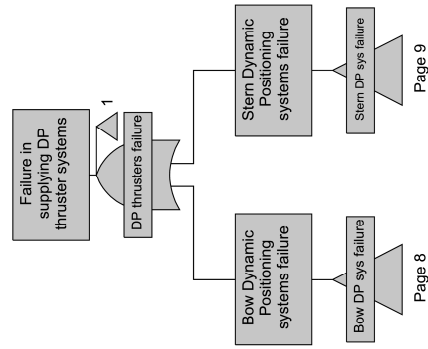 Failure in
supplying DP
thruster systems
1
DP thrusters failure
Bow Dynamic
Positioning
systems failure
Bow DP sys failure
Page 8
Stern Dynamic
Positioning
systems failure
Stern DP sys failure
Page 9